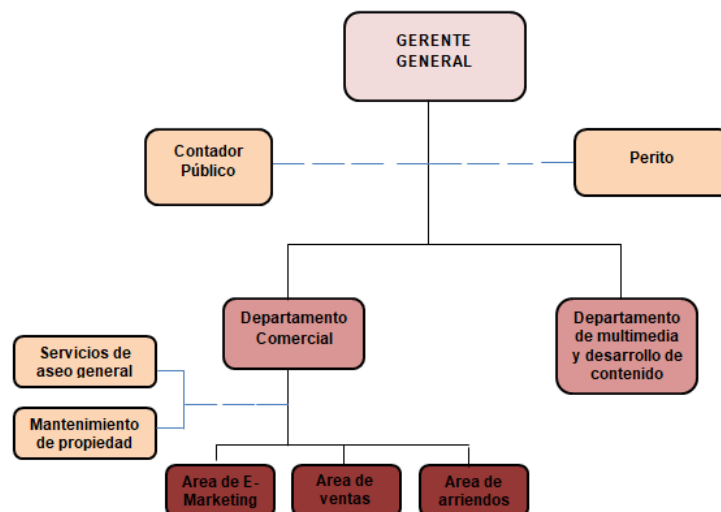 GERENTE
GENERAL
Contador
Público
Perito
Departamento
Comercial
Departamento
de multimedia
y desarrollo de
contenido
Servicios de
aseo general
Mantenimiento
de propiedad
Area de E-
Marketing
Area de
ventas
Area de
arriendos